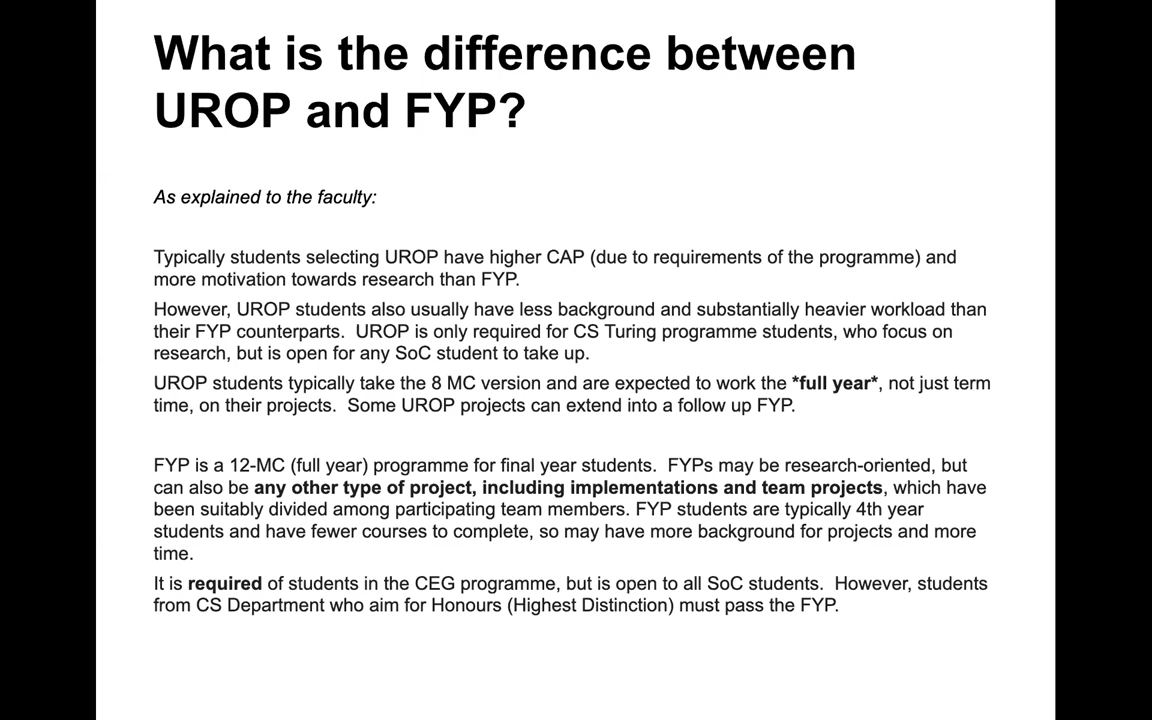 What is the difference between
UROP and FYP?
As explained to the faculty:
Typically students selecting UROP have higher CAP (due to requirements of the programme) and
more motivation towards research than FYP.
However, UROP students also usually have less background and substantially heavier workload than
their FYP counterparts.  UROP is only required for CS Turing programme students, who focus on
research, but is open for any SoC student to take up.
UROP students typically take the 8 MC version and are expected to work the *full year*, not just term
time, on their projects.  Some UROP projects can extend into a follow up FYP.
FYP is a 12-MC (full year) programme for final year students.  FYPs may be research-oriented, but
can also be any other type of project, including implementations and team projects, which have
been suitably divided among participating team members. FYP students are typically 4th year
students and have fewer courses to complete, so may have more background for projects and more
time.
It is required of students in the CEG programme, but is open to all SoC students.  However, students
from CS Department who aim for Honours (Highest Distinction) must pass the FYP.